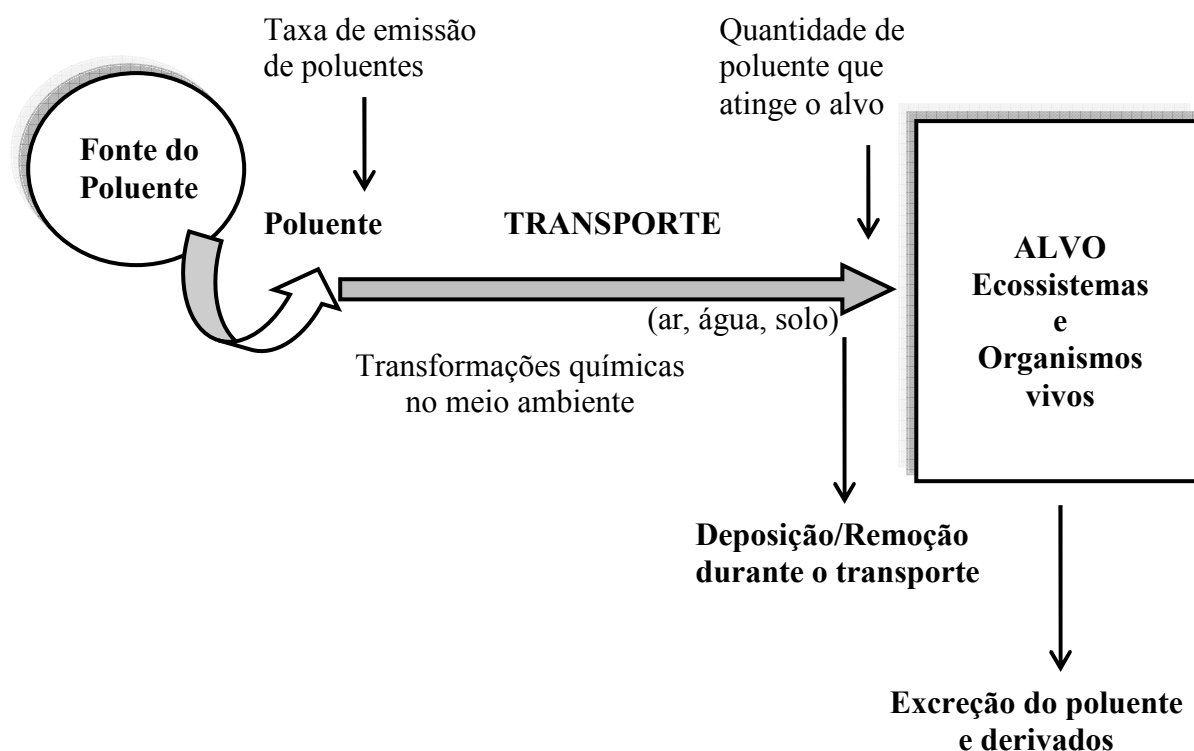 Taxa de emissão
de poluentes
Quantidade de
poluente que
atinge o alvo
Fonte do
Poluente
Poluente
TRANSPORTE
(ar, água, solo)
Transformações químicas
no meio ambiente
ALVO
Ecossistemas
e
Organismos
vivos
Deposição/Remoção
durante o transporte
Excreção do poluente
e derivados